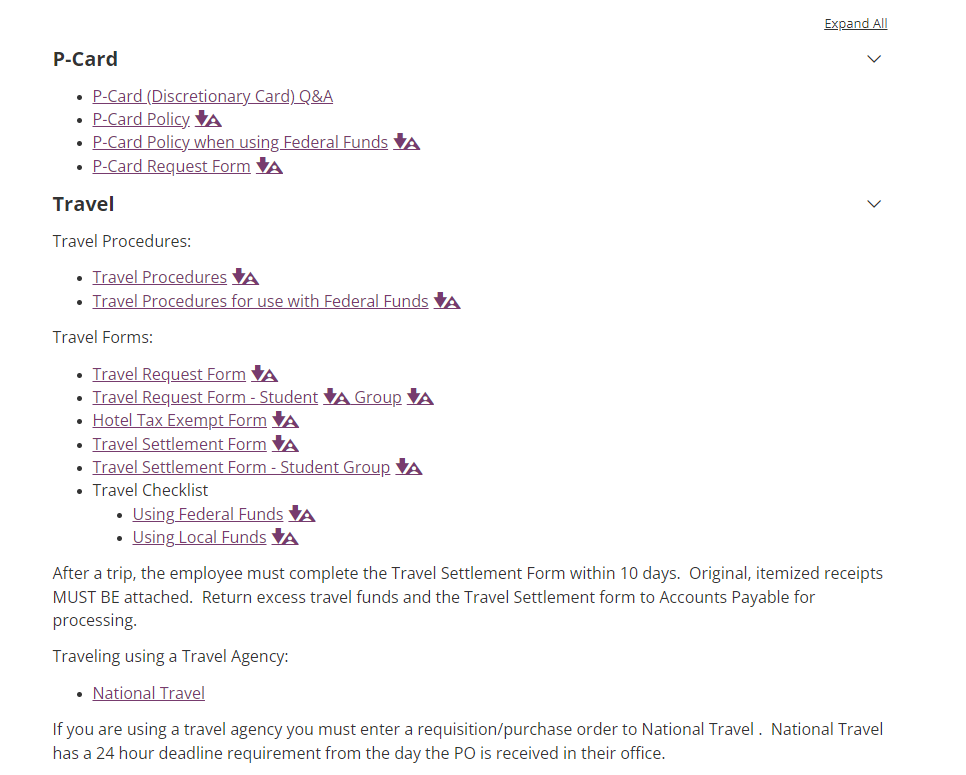 Expand All
P-Card
P-Card (Discretionary Card) Q&A
P-Card Policy
P-Card Policy when using Federal Funds
P-Card Request Form
Travel
Travel Procedures:
Travel Procedures
Travel Procedures for use with Federal Funds
Travel Forms:
Travel Request Form
Travel Request Form - Student Group
Hotel Tax Exempt Form
Travel Settlement Form
Travel Settlement Form - Student Group
Travel Checklist
Using Federal Funds
Using Local Funds
After a trip, the employee must complete the Travel Settlement Form within 10 days.  Original, itemized receipts
MUST BE attached.  Return excess travel funds and the Travel Settlement form to Accounts Payable for
processing.
Traveling using a Travel Agency:
National Travel
If you are using a travel agency you must enter a requisition/purchase order to National Travel .  National Travel
has a 24 hour deadline requirement from the day the PO is received in their office.